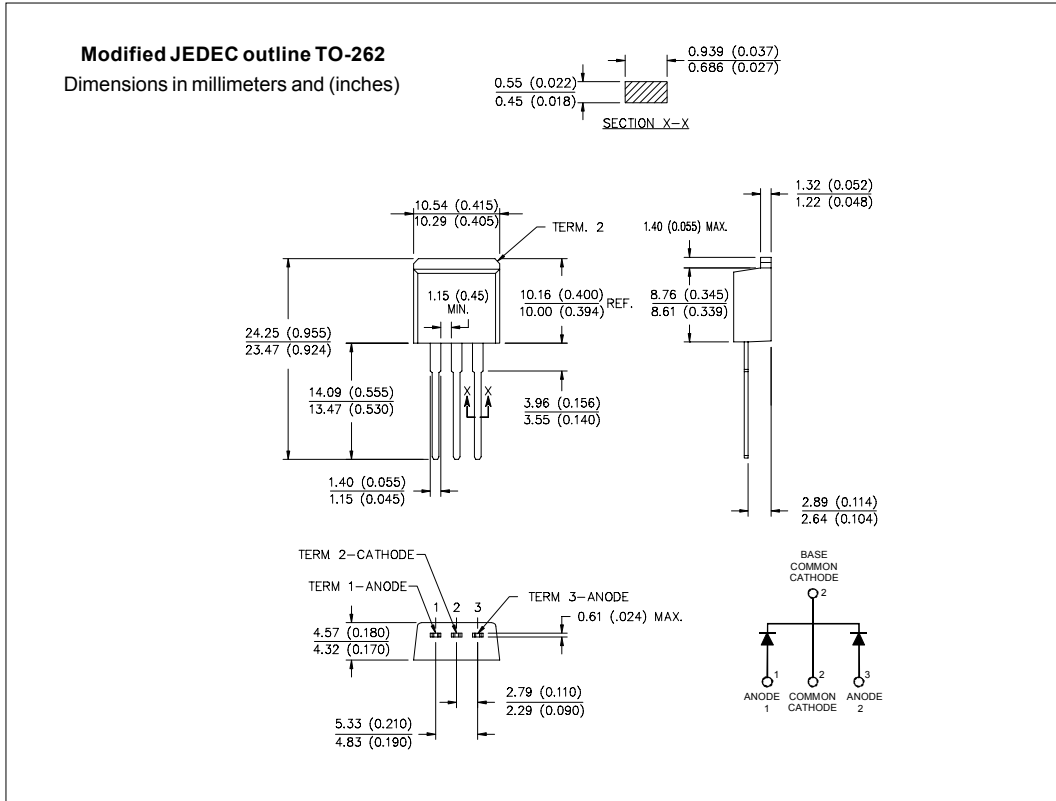 Modified JEDEC outline TO-262
Dimensions in millimeters and (inches)
0.939 (0.037)
0.686 (0.027)
0.55 (0.022)
0.45 (0.018)
SECTION X-X
1.32 (0.052)
1.22 (0.048)
10.54 (0.415)
10.29 (0.405)
TERM. 2
1.40 (0.055) MAX.
1.15 (0.45)
MIN.
10.16 (0.400)
10.00 (0.394)
REF.
8.76 (0.345)
8.61 (0.339)
24.25 (0.955)
23.47 (0.924)
14.09 (0.555)
13.47 (0.530)
X X
3.96 (0.156)
3.55 (0.140)
1.40 (0.055)
1.15 (0.045)
2.89 (0.114)
2.64 (0.104)
TERM 2-CATHODE
TERM 1-ANODE
TERM 3-ANODE
1 2 3
0.61 (.024) MAX.
4.57 (0.180)
4.32 (0.170)
2.79 (0.110)
2.29 (0.090)
5.33 (0.210)
4.83 (0.190)
BASE
COMMON
CATHODE
2
1 2 3
ANODE COMMON ANODE
1 CATHODE 2